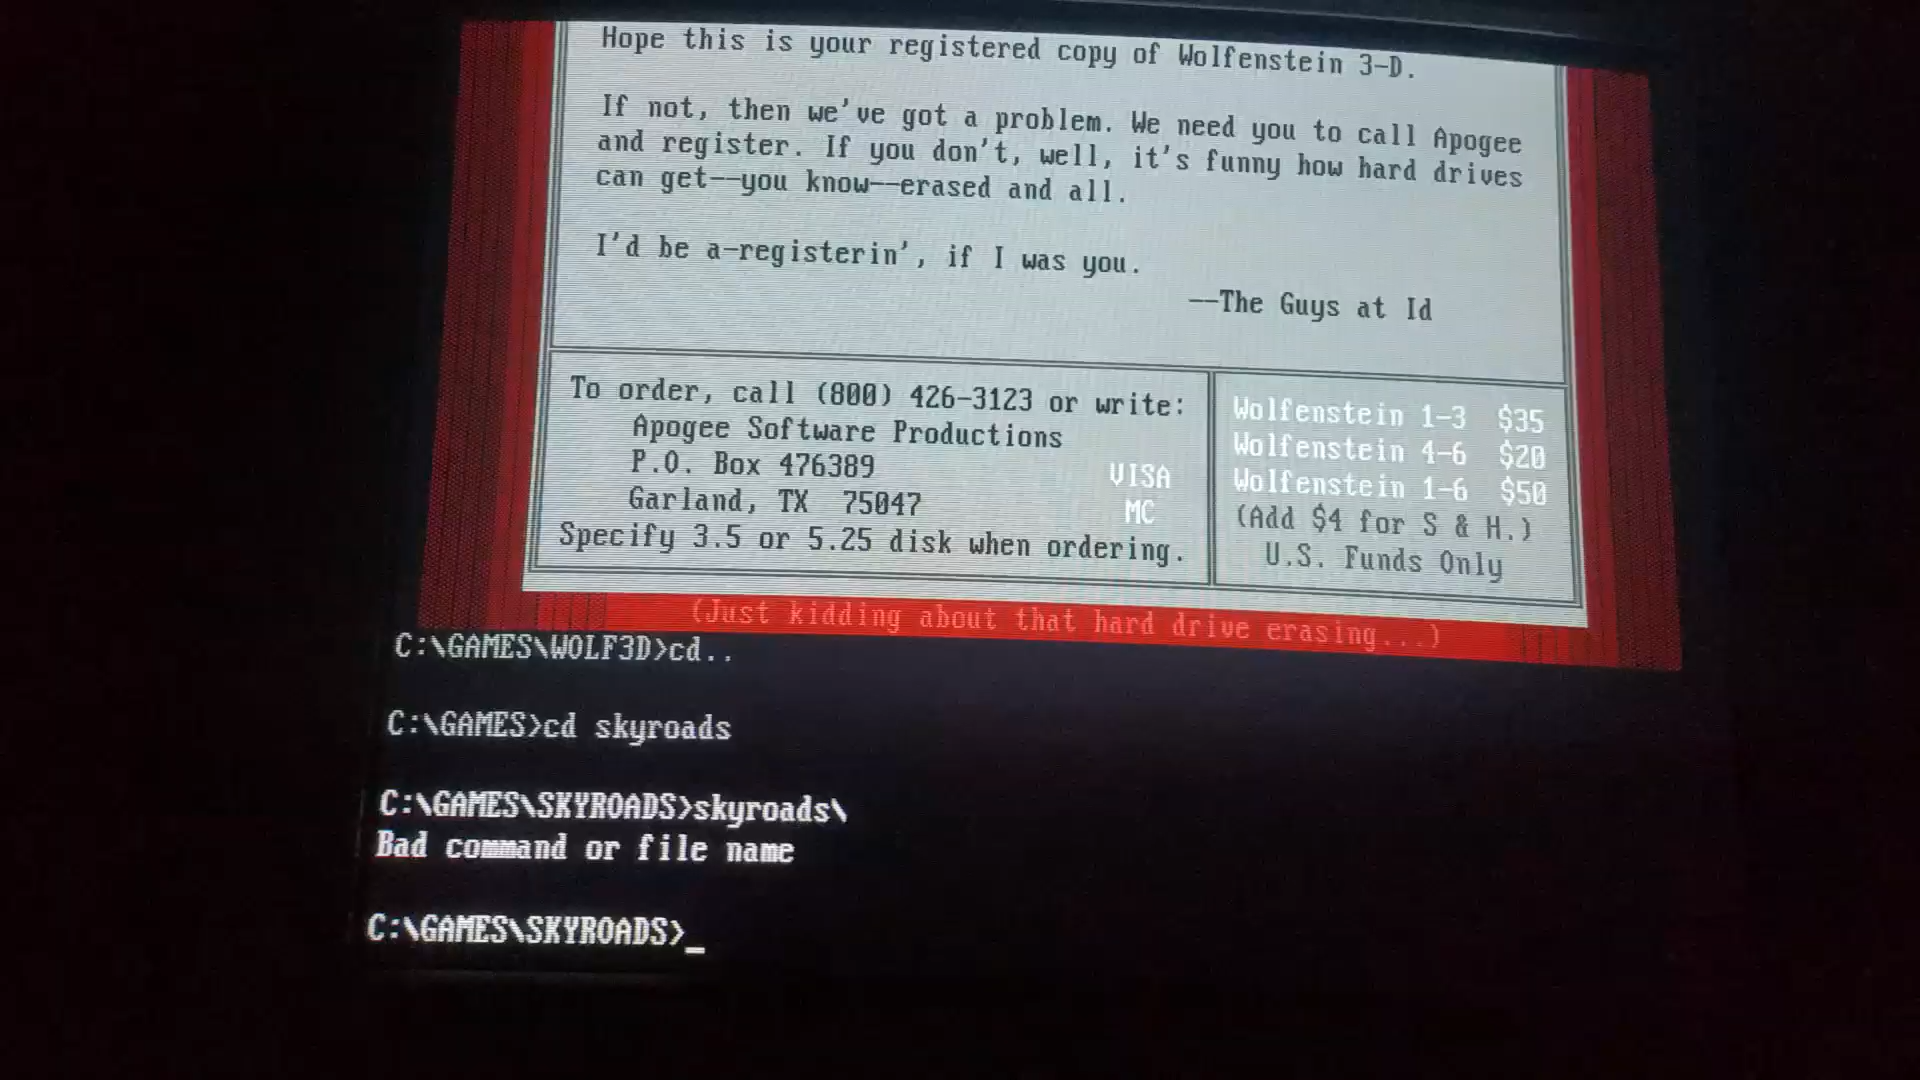 Hope this is your registered copy of Wolfenstein 3-D.
If not, then we've got a problem. We need you to call Apogee
and register. If you don't, well, it's funny how hard drives
can get--you know--erased and all.
I'd be a-registerin', if I was you.
--The Guys at Id
To order, call (800) 426-3123 or write:
Apogee Software Productions
P.O. Box 476389
Garland, TX 75047
VISA
MC
Specify 3.5 or 5.25 disk when ordering.
Wolfenstein 1-3 $35
Wolfenstein 4-6 $20
Wolfenstein 1-6 $50
(Add $4 for S & H.)
U.S. Funds Only
(Just kidding about that hard drive erasing...)
C:\GAMES\WOLF3D>cd..
C:\GAMES>cd skyroads
C:\GAMES\SKYROADS>skyroads\
Bad command or file name
C:\GAMES\SKYROADS>_